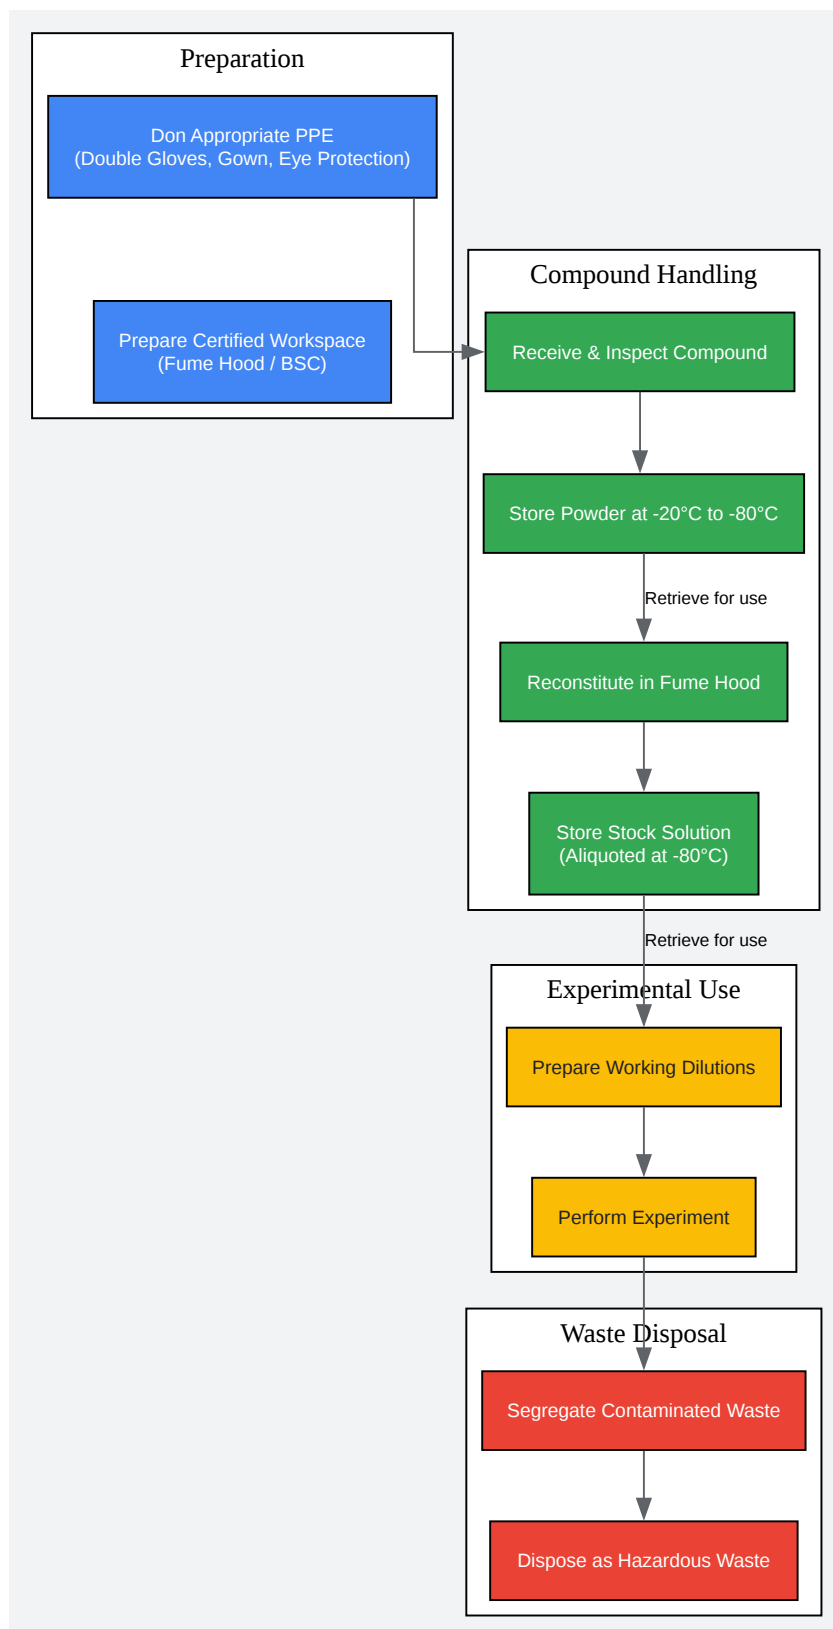 Preparation
Don Appropriate PPE
(Double Gloves, Gown, Eye Protection)
Prepare Certified Workspace
(Fume Hood / BSC)
Compound Handling
Receive & Inspect Compound
Store Powder at -20°C to -80°C
Retrieve for use
Reconstitute in Fume Hood
Store Stock Solution
(Aliquoted at -80°C)
Retrieve for use
Experimental Use
Prepare Working Dilutions
Perform Experiment
Waste Disposal
Segregate Contaminated Waste
Dispose as Hazardous Waste